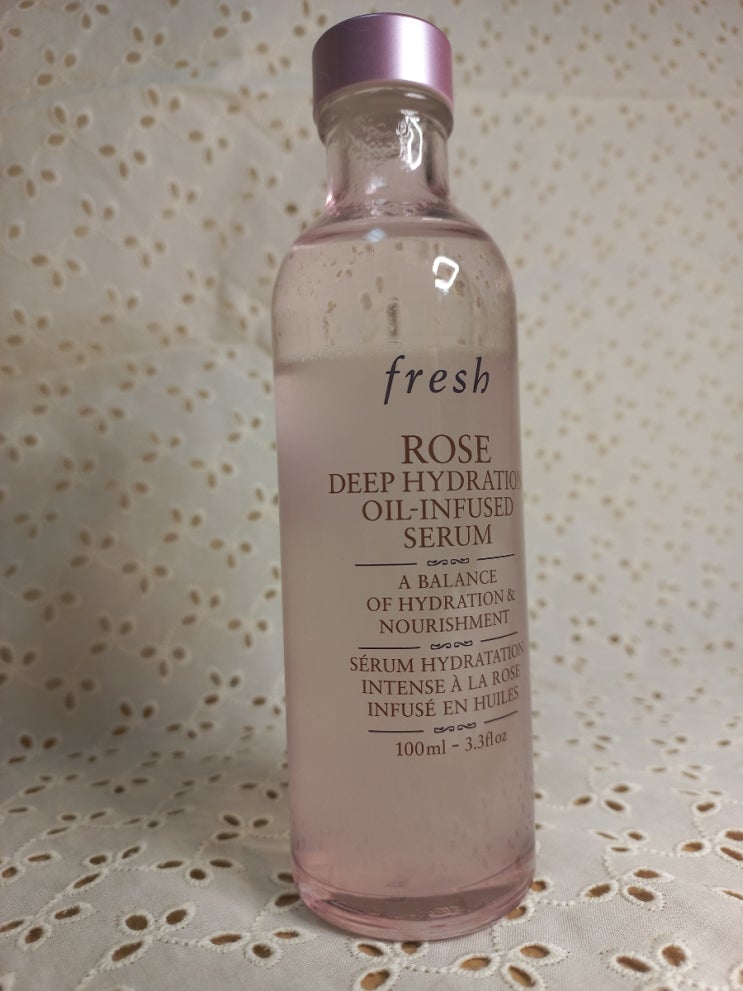 fresh
ROSE
DEEP HYDRATION
OIL-INFUSED
SERUM
A BALANCE
OF HYDRATION &
NOURISHMENT
SÉRUM HYDRATATION
INTENSE À LA ROSE
INFUSÉ EN HUILES
100ml - 3.3fl oz